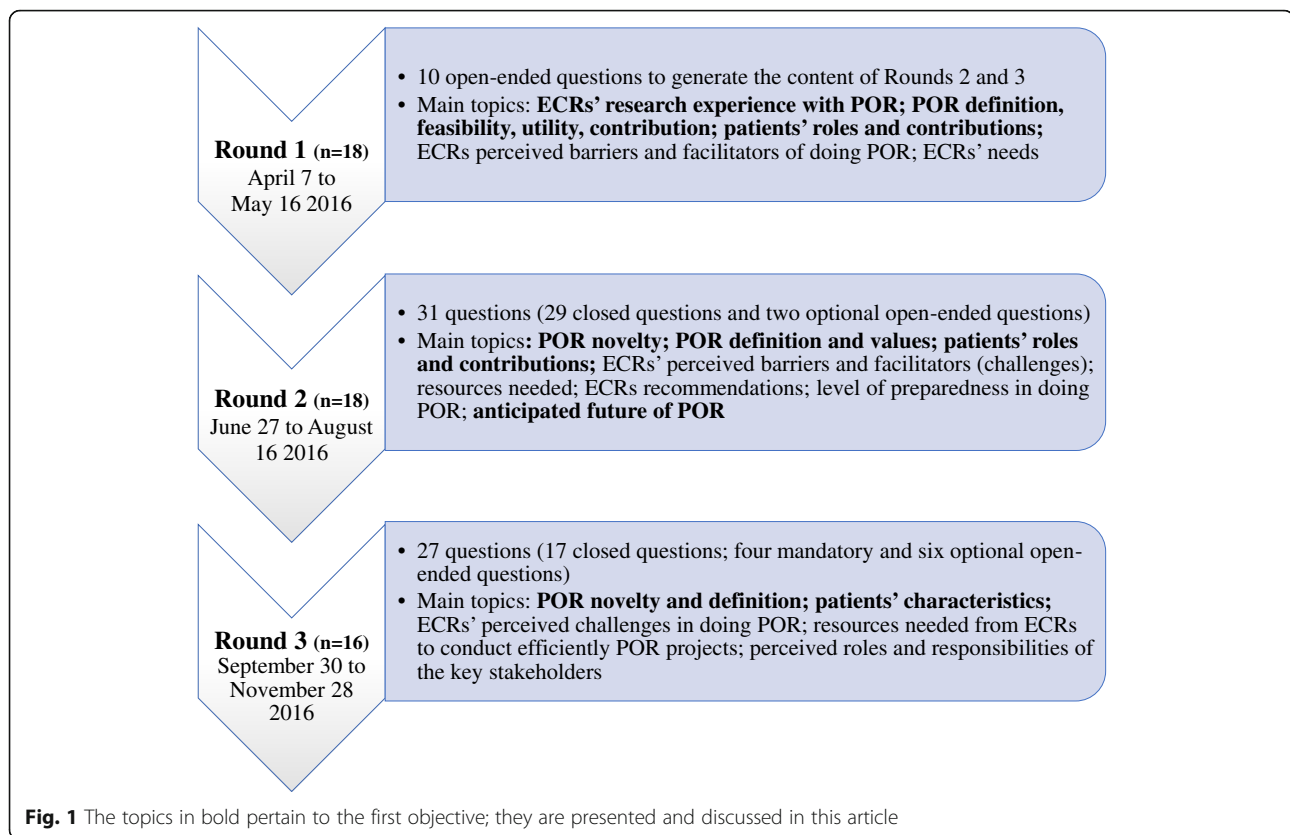 • 10 open-ended questions to generate the content of Rounds 2 and 3
• Main topics: ECRs' research experience with POR; POR definition,
feasibility, utility, contribution; patients' roles and contributions;
ECRs perceived barriers and facilitators of doing POR; ECRs' needs
Round 1 (n=18)
April 7 to
May 16 2016
• 31 questions (29 closed questions and two optional open-ended questions)
• Main topics: POR novelty; POR definition and values; patients' roles
and contributions; ECRs' perceived barriers and facilitators (challenges);
resources needed; ECRs recommendations; level of preparedness in doing
POR; anticipated future of POR
Round 2 (n=18)
June 27 to August
16 2016
• 27 questions (17 closed questions; four mandatory and six optional open-
ended questions)
• Main topics: POR novelty and definition; patients' characteristics;
ECRs' perceived challenges in doing POR; resources needed from ECRs
to conduct efficiently POR projects; perceived roles and responsibilities of
the key stakeholders
Round 3 (n=16)
September 30 to
November 28
2016
Fig. 1 The topics in bold pertain to the first objective; they are presented and discussed in this article